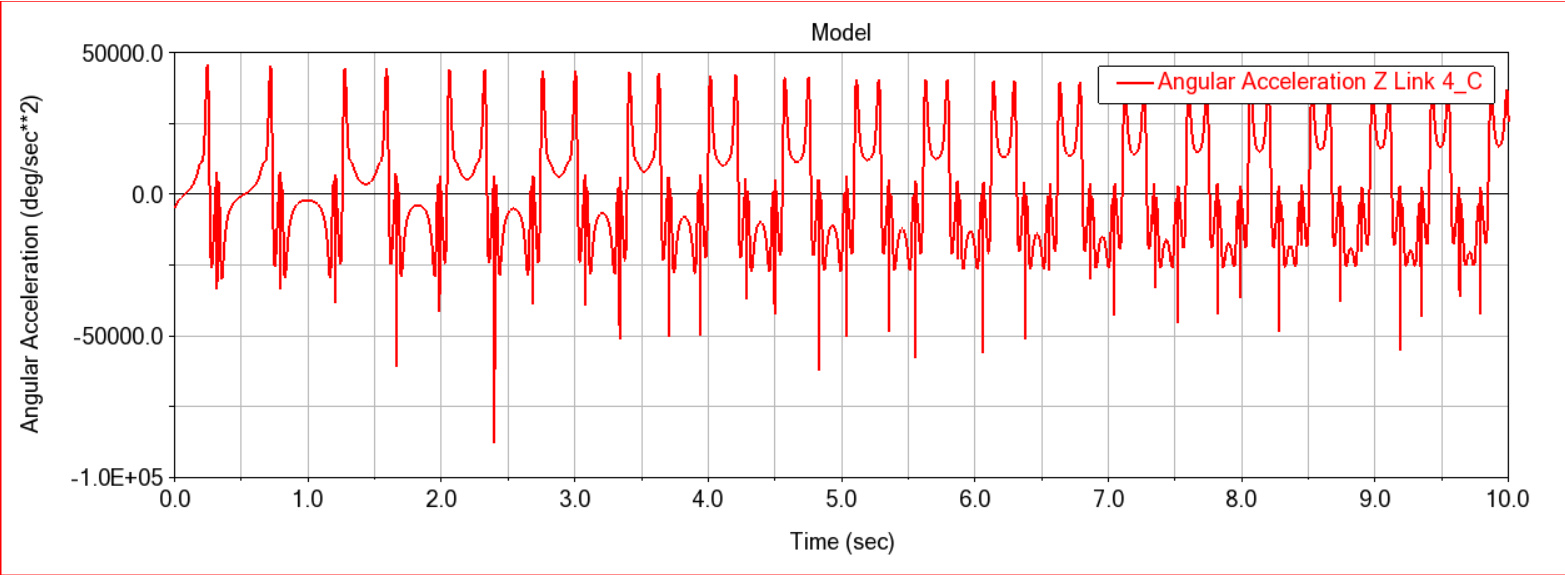 Model
50000.0
Angular Acceleration Z Link 4_C
0.0
-50000.0
-1.0E+05
Angular Acceleration (deg/sec**2)
0.0 1.0 2.0 3.0 4.0 5.0 6.0 7.0 8.0 9.0 10.0
Time (sec)